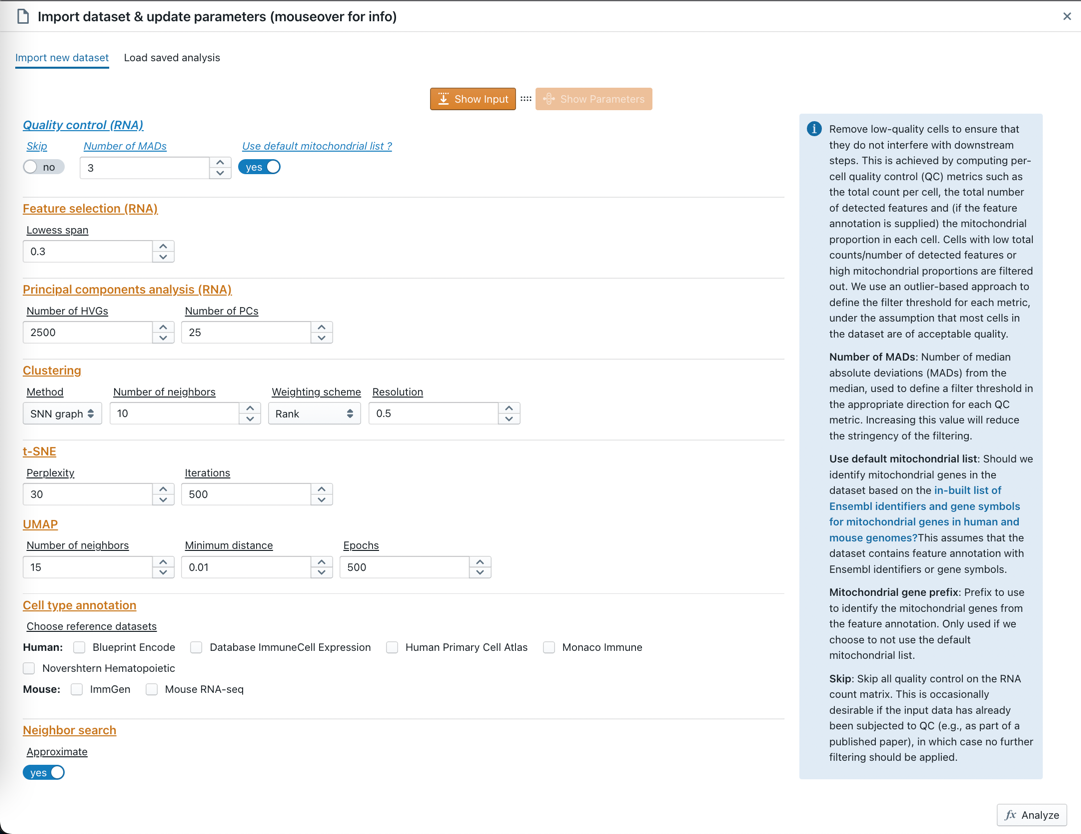 Import dataset & update parameters (mouseover for info)
Import new dataset Load saved analysis
Show Input Show Parameters
Quality control (RNA)
Skip Number of MADs Use default mitochondrial list ?
no 3 yes
Feature selection (RNA)
Lowess span
0.3
Principal components analysis (RNA)
Number of HVGs Number of PCs
2500 25
Clustering
Method Number of neighbors Weighting scheme Resolution
SNN graph 10 Rank 0.5
t-SNE
Perplexity Iterations
30 500
UMAP
Number of neighbors Minimum distance Epochs
15 0.01 500
Cell type annotation
Choose reference datasets
Human: Blueprint Encode Database ImmuneCell Expression Human Primary Cell Atlas Monaco Immune
Novershtern Hematopoietic
Mouse: ImmGen Mouse RNA-seq
Neighbor search
Approximate
yes
Remove low-quality cells to ensure that
they do not interfere with downstream
steps. This is achieved by computing per-
cell quality control (QC) metrics such as
the total count per cell, the total number
of detected features and (if the feature
annotation is supplied) the mitochondrial
proportion in each cell. Cells with low total
counts/number of detected features or
high mitochondrial proportions are filtered
out. We use an outlier-based approach to
define the filter threshold for each metric,
under the assumption that most cells in
the dataset are of acceptable quality.
Number of MADs: Number of median
absolute deviations (MADs) from the
median, used to define a filter threshold in
the appropriate direction for each QC
metric. Increasing this value will reduce
the stringency of the filtering.
Use default mitochondrial list: Should we
identify mitochondrial genes in the
dataset based on the in-built list of
Ensembl identifiers and gene symbols
for mitochondrial genes in human and
mouse genomes?This assumes that the
dataset contains feature annotation with
Ensembl identifiers or gene symbols.
Mitochondrial gene prefix: Prefix to use
to identify the mitochondrial genes from
the feature annotation. Only used if we
choose to not use the default
mitochondrial list.
Skip: Skip all quality control on the RNA
count matrix. This is occasionally
desirable if the input data has already
been subjected to QC (e.g., as part of a
published paper), in which case no further
filtering should be applied.
fx Analyze